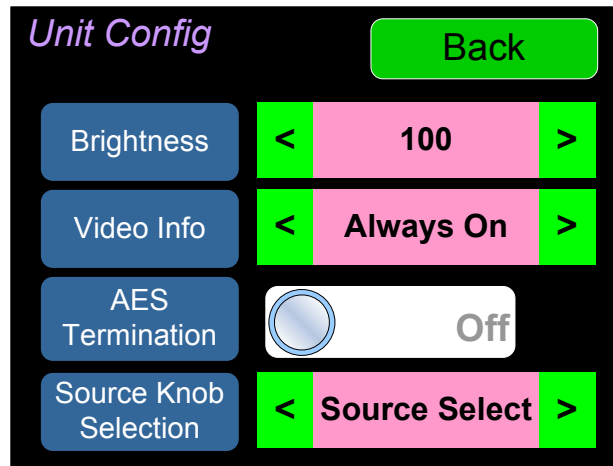 Unit Config
Back
Brightness
<
100
>
Video Info
<
Always On
>
AES
Termination
Off
Source Knob
Selection
<
Source Select
>